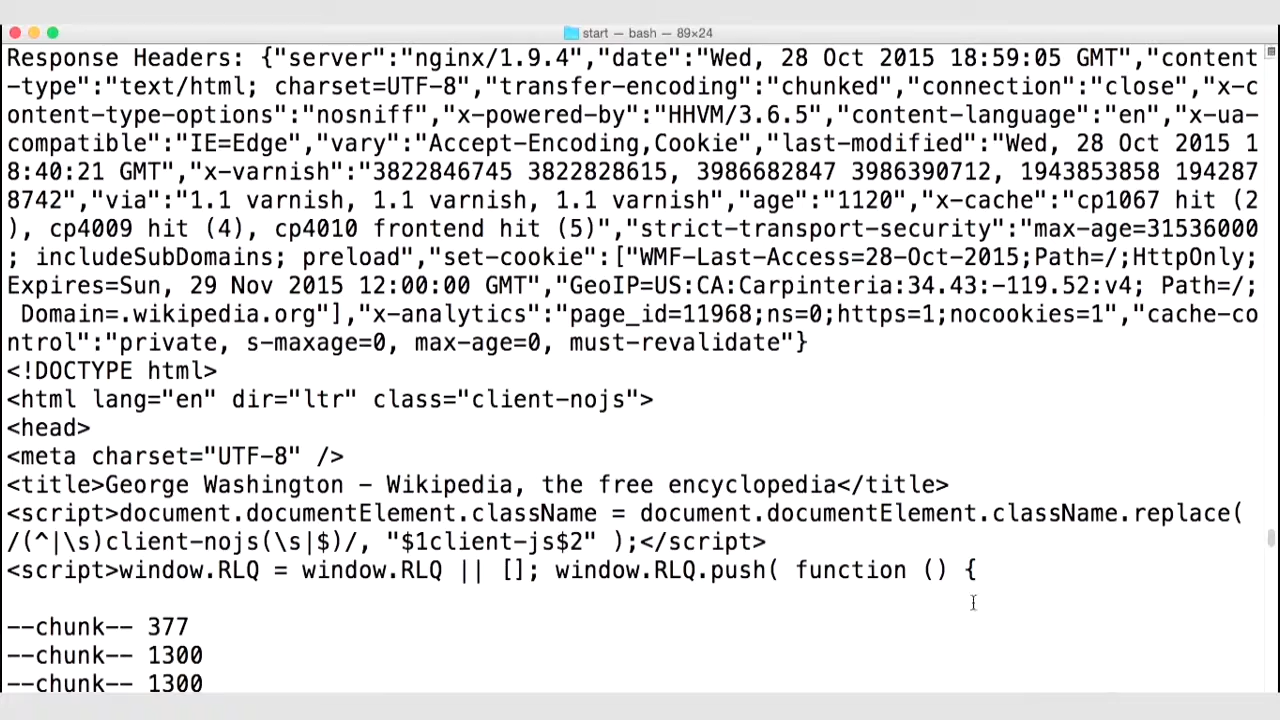 start — bash — 89×24
Response Headers: {"server":"nginx/1.9.4","date":"Wed, 28 Oct 2015 18:59:05 GMT","content
-type":"text/html; charset=UTF-8","transfer-encoding":"chunked","connection":"close","x-c
ontent-type-options":"nosniff","x-powered-by":"HHVM/3.6.5","content-language":"en","x-ua-
compatible":"IE=Edge","vary":"Accept-Encoding,Cookie","last-modified":"Wed, 28 Oct 2015 1
8:40:21 GMT","x-varnish":"3822846745 3822828615, 3986682847 3986390712, 1943853858 194287
8742","via":"1.1 varnish, 1.1 varnish, 1.1 varnish","age":"1120","x-cache":"cp1067 hit (2
), cp4009 hit (4), cp4010 frontend hit (5)","strict-transport-security":"max-age=31536000
; includeSubDomains; preload","set-cookie":["WMF-Last-Access=28-Oct-2015;Path=/;HttpOnly;
Expires=Sun, 29 Nov 2015 12:00:00 GMT","GeoIP=US:CA:Carpinteria:34.43:-119.52:v4; Path=/;
 Domain=.wikipedia.org"],"x-analytics":"page_id=11968;ns=0;https=1;nocookies=1","cache-co
ntrol":"private, s-maxage=0, max-age=0, must-revalidate"}
<!DOCTYPE html>
<html lang="en" dir="ltr" class="client-nojs">
<head>
<meta charset="UTF-8" />
<title>George Washington – Wikipedia, the free encyclopedia</title>
<script>document.documentElement.className = document.documentElement.className.replace(
/(^|\s)client-nojs(\s|$)/, "$1client-js$2" );</script>
<script>window.RLQ = window.RLQ || []; window.RLQ.push( function () {
--chunk-- 377
--chunk-- 1300
--chunk-- 1300